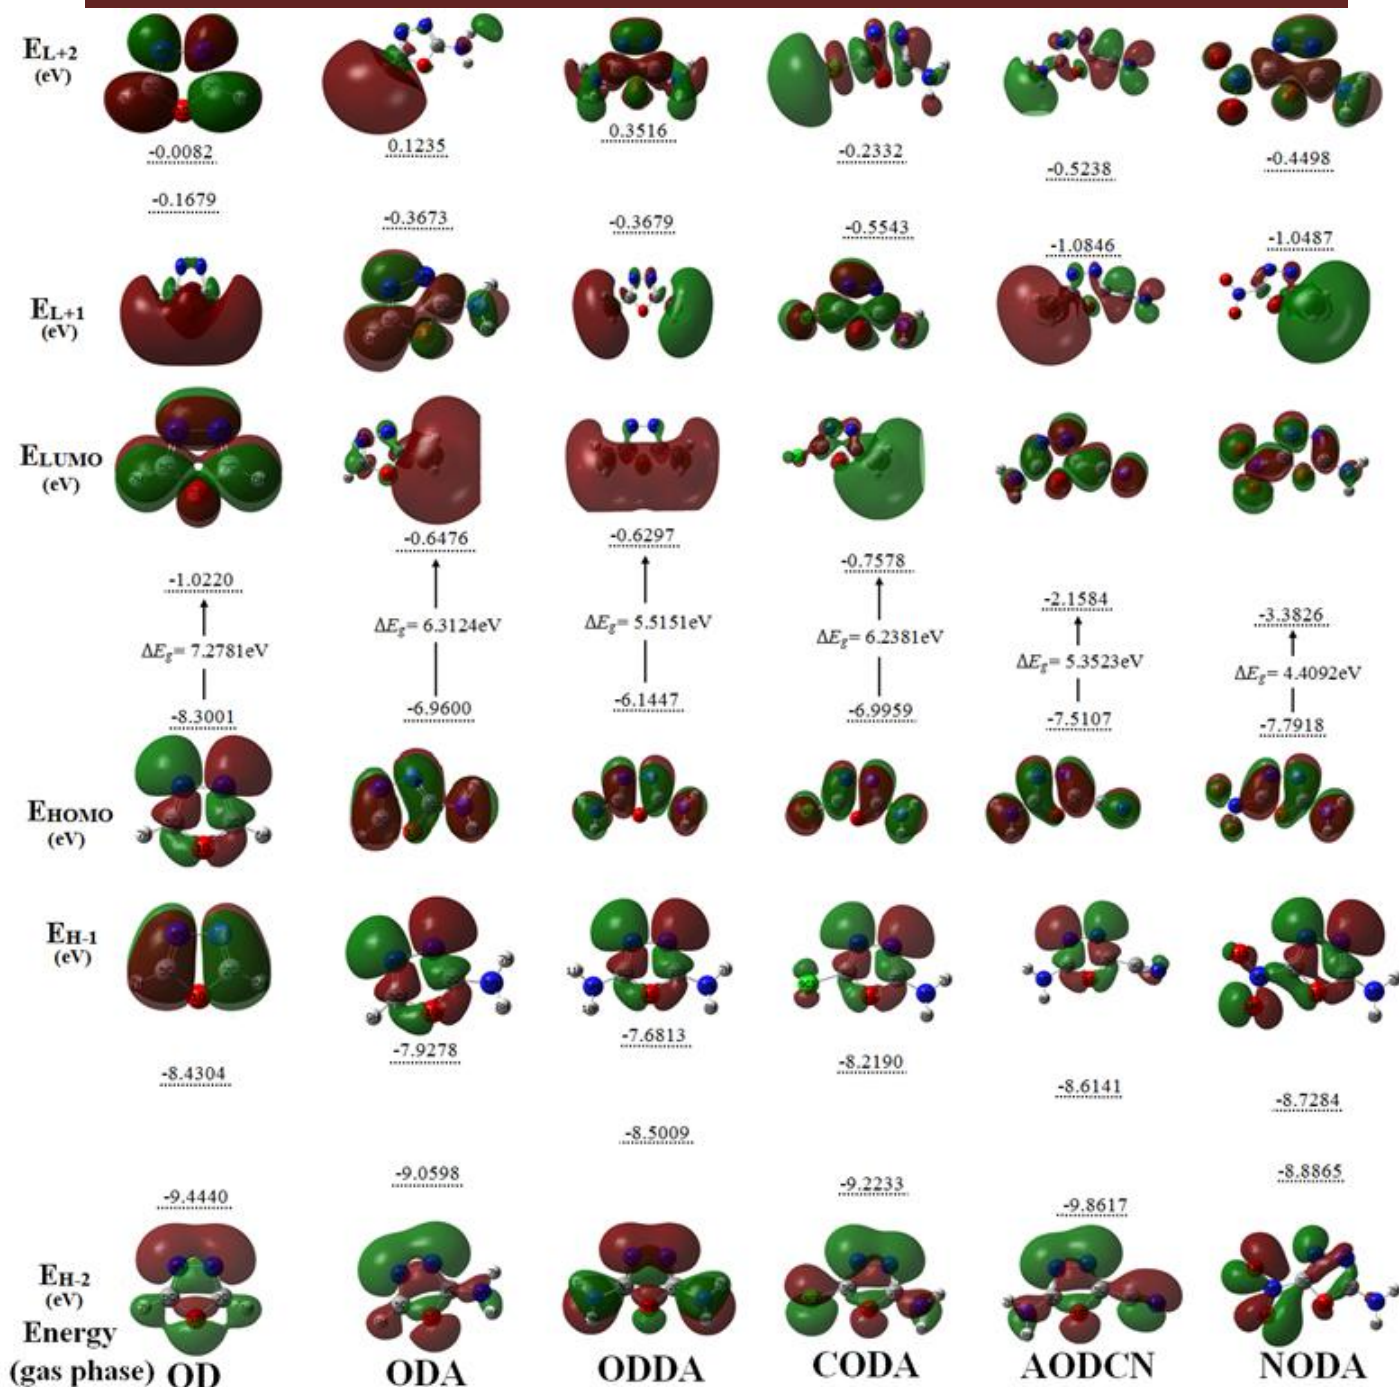 EL+2
(eV)
-0.0082
0.1235
0.3516
-0.2332
-0.5238
-0.4498
-0.1679
-0.3673
-0.3679
-0.5543
-1.0846
-1.0487
EL+1
(eV)
ELUMO
(eV)
-1.0220
-0.6476
-0.6297
-0.7578
-2.1584
-3.3826
ΔEg= 7.2781eV
ΔEg= 6.3124eV
ΔEg= 5.5151eV
ΔEg= 6.2381eV
ΔEg= 5.3523eV
ΔEg= 4.4092eV
-8.3001
-6.9600
-6.1447
-6.9959
-7.5107
-7.7918
EHOMO
(eV)
EH-1
(eV)
-8.4304
-7.9278
-7.6813
-8.2190
-8.6141
-8.7284
-9.4440
-9.0598
-8.5009
-9.2233
-9.8617
-8.8865
EH-2
(eV)
Energy
(gas phase) OD ODA ODDA CODA AODCN NODA